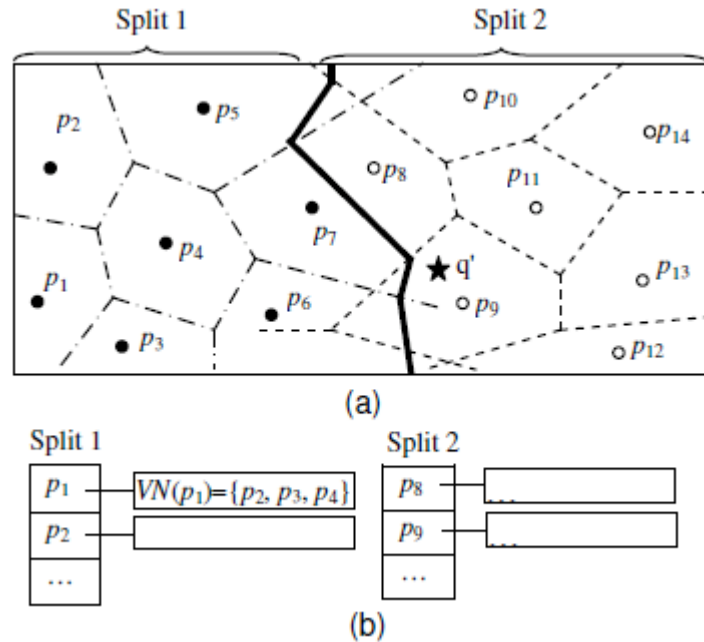 Split 1 Split 2
p10
p5
p2
p14
p8
p11
p7
p4
q'
p13
p1
p6
p9
p3
p12
(a)
Split 1 Split 2
p1 VN(p1)={p2, p3, p4} p8 ...
p2 p9 ...
... ...
(b)